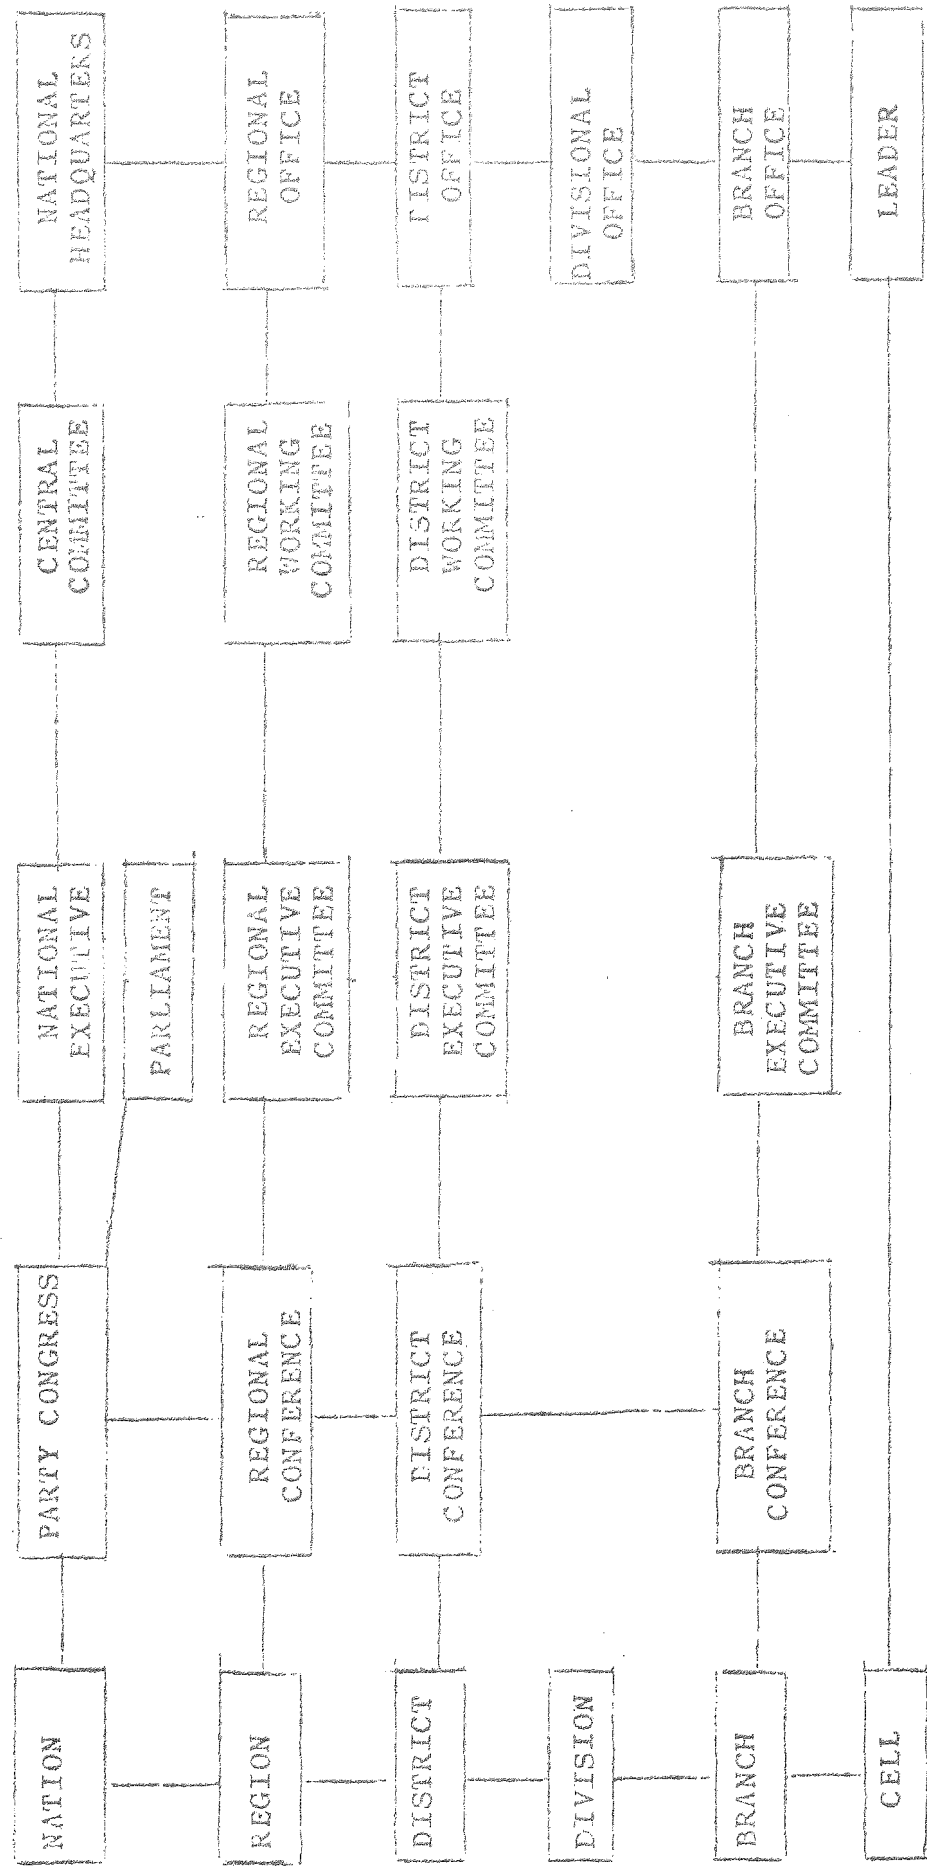 NATION
PARTY CONGRESS
NATIONAL
EXECUTIVE
PARLIAMENT
CENTRAL
COMMITTEE
NATIONAL
HEADQUARTERS
REGION
REGIONAL
CONFERENCE
REGIONAL
EXECUTIVE
COMMITTEE
REGIONAL
WORKING
COMMITTEE
REGIONAL
OFFICE
DISTRICT
DISTRICT
CONFERENCE
DISTRICT
EXECUTIVE
COMMITTEE
DISTRICT
WORKING
COMMITTEE
DISTRICT
OFFICE
DIVISION
DIVISIONAL
OFFICE
BRANCH
BRANCH
CONFERENCE
BRANCH
EXECUTIVE
COMMITTEE
BRANCH
OFFICE
CELL
LEADER